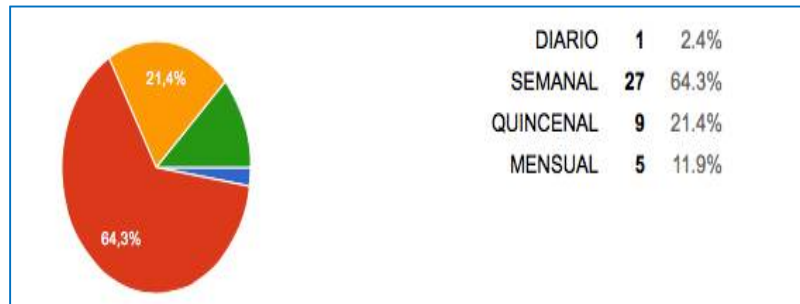 21,4%
64,3%
DIARIO 1 2.4%
SEMANAL 27 64.3%
QUINCENAL 9 21.4%
MENSUAL 5 11.9%